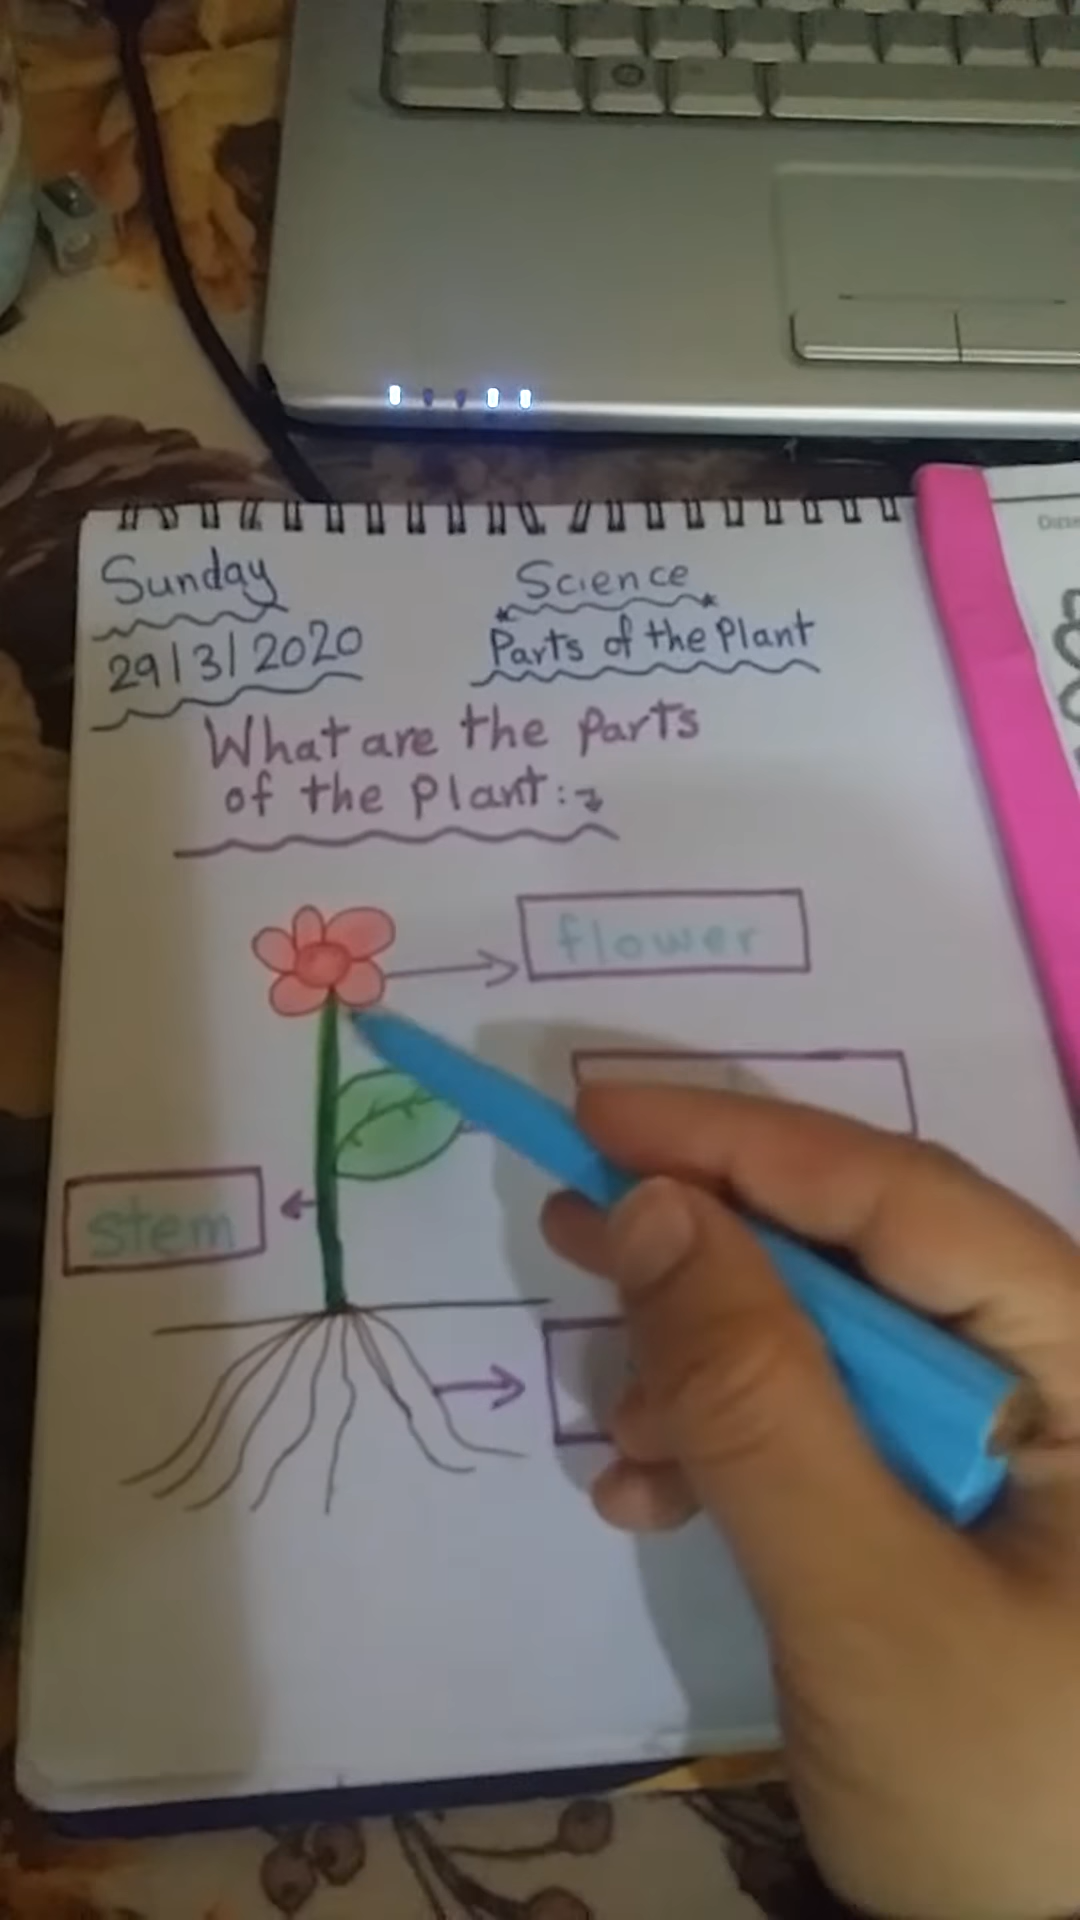 Sunday
29/3/2020
Science
Parts of the Plant
What are the Parts
of the Plant:
flower
stem